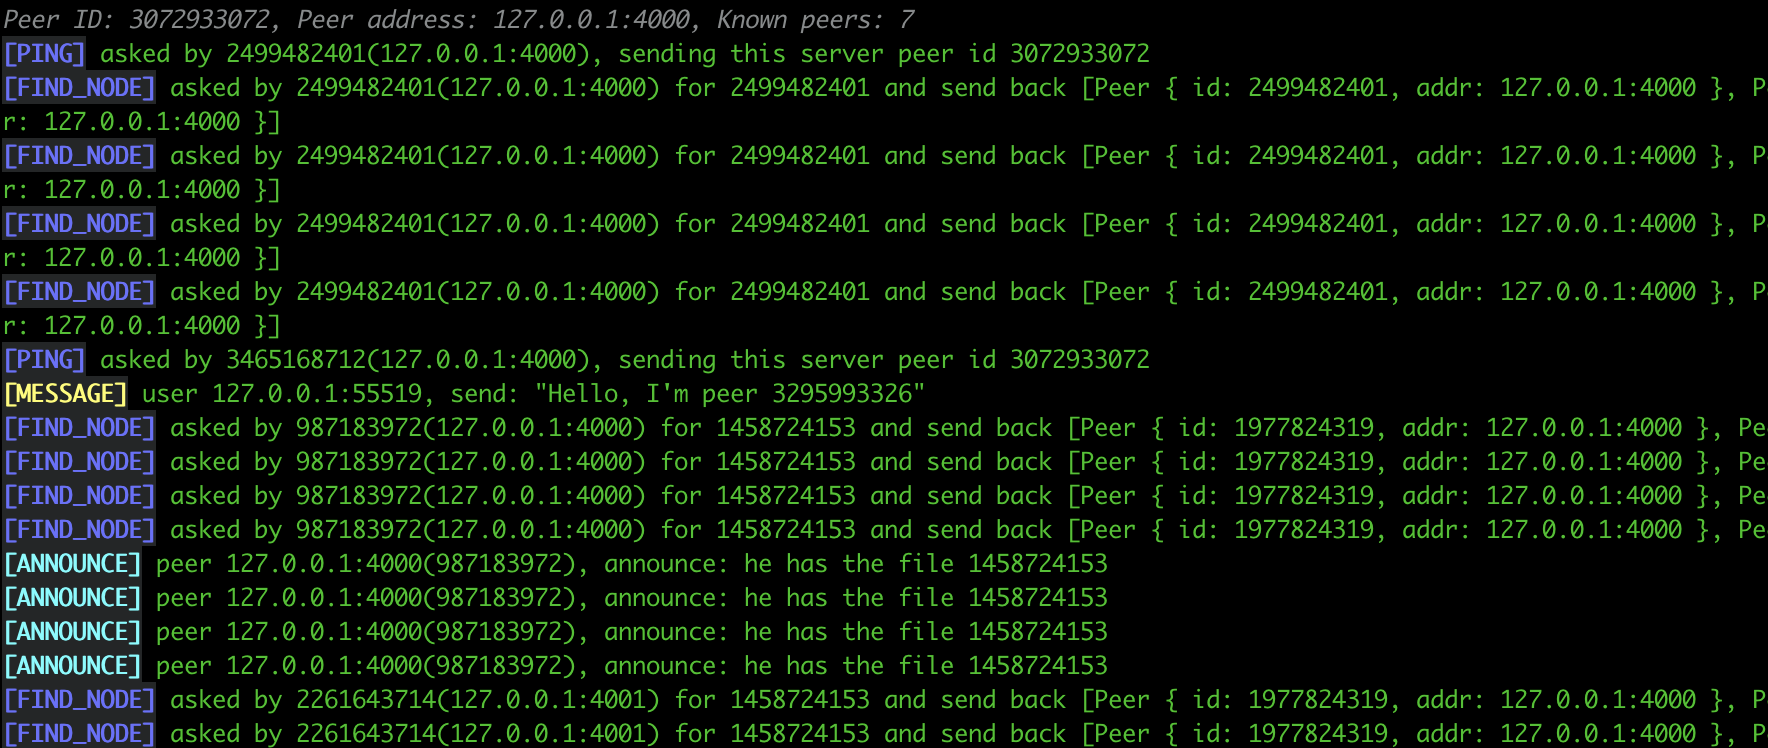 Peer ID: 3072933072, Peer address: 127.0.0.1:4000, Known peers: 7
[PING] asked by 2499482401(127.0.0.1:4000), sending this server peer id 3072933072
[FIND_NODE] asked by 2499482401(127.0.0.1:4000) for 2499482401 and send back [Peer { id: 2499482401, addr: 127.0.0.1:4000 }, P
r: 127.0.0.1:4000 }]
[FIND_NODE] asked by 2499482401(127.0.0.1:4000) for 2499482401 and send back [Peer { id: 2499482401, addr: 127.0.0.1:4000 }, P
r: 127.0.0.1:4000 }]
[FIND_NODE] asked by 2499482401(127.0.0.1:4000) for 2499482401 and send back [Peer { id: 2499482401, addr: 127.0.0.1:4000 }, P
r: 127.0.0.1:4000 }]
[FIND_NODE] asked by 2499482401(127.0.0.1:4000) for 2499482401 and send back [Peer { id: 2499482401, addr: 127.0.0.1:4000 }, P
r: 127.0.0.1:4000 }]
[PING] asked by 3465168712(127.0.0.1:4000), sending this server peer id 3072933072
[MESSAGE] user 127.0.0.1:55519, send: "Hello, I'm peer 3295993326"
[FIND_NODE] asked by 987183972(127.0.0.1:4000) for 1458724153 and send back [Peer { id: 1977824319, addr: 127.0.0.1:4000 }, Pe
[FIND_NODE] asked by 987183972(127.0.0.1:4000) for 1458724153 and send back [Peer { id: 1977824319, addr: 127.0.0.1:4000 }, Pe
[FIND_NODE] asked by 987183972(127.0.0.1:4000) for 1458724153 and send back [Peer { id: 1977824319, addr: 127.0.0.1:4000 }, Pe
[FIND_NODE] asked by 987183972(127.0.0.1:4000) for 1458724153 and send back [Peer { id: 1977824319, addr: 127.0.0.1:4000 }, Pe
[ANNOUNCE] peer 127.0.0.1:4000(987183972), announce: he has the file 1458724153
[ANNOUNCE] peer 127.0.0.1:4000(987183972), announce: he has the file 1458724153
[ANNOUNCE] peer 127.0.0.1:4000(987183972), announce: he has the file 1458724153
[ANNOUNCE] peer 127.0.0.1:4000(987183972), announce: he has the file 1458724153
[FIND_NODE] asked by 2261643714(127.0.0.1:4001) for 1458724153 and send back [Peer { id: 1977824319, addr: 127.0.0.1:4000 }, P
[FIND_NODE] asked by 2261643714(127.0.0.1:4001) for 1458724153 and send back [Peer { id: 1977824319, addr: 127.0.0.1:4000 }, P